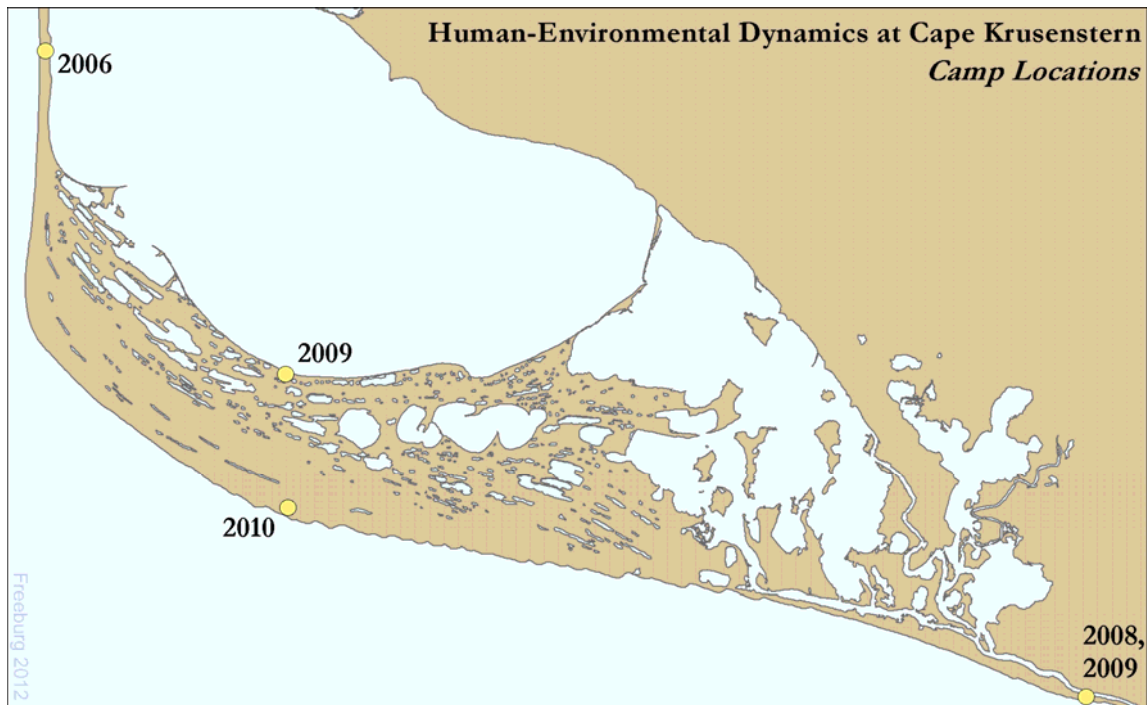 Human-Environmental Dynamics at Cape Krusenstern
Camp Locations
2006
2009
2010
2008,
2009
Freeburg 2012